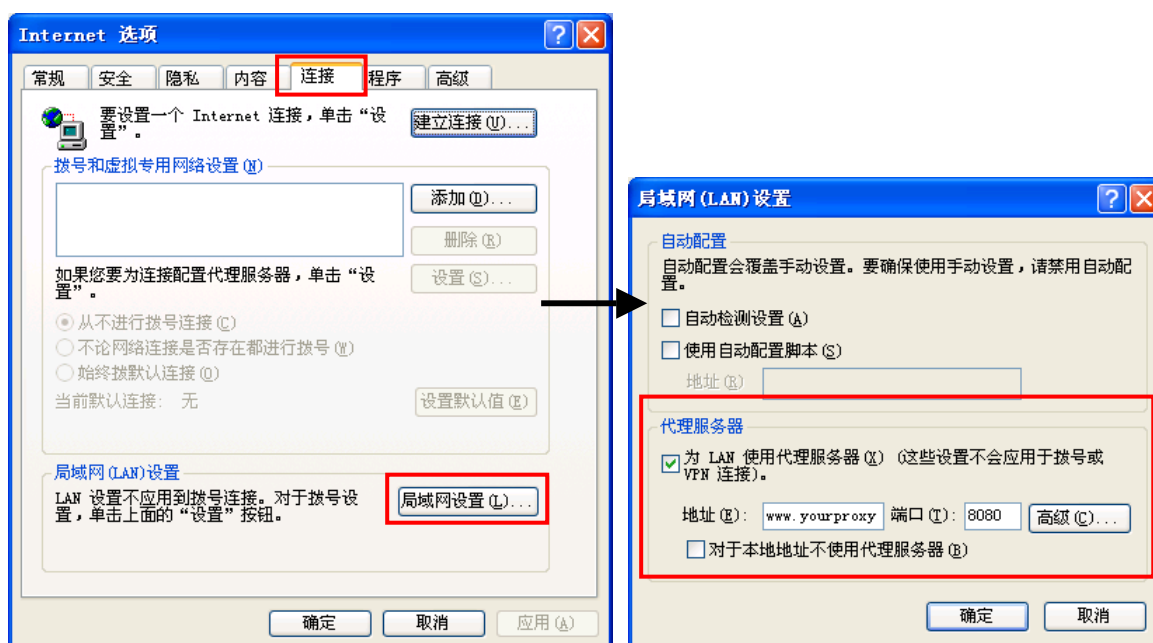 Internet 选项
常规 安全 隐私 内容 连接 程序 高级
要设置一个 Internet 连接，单击“设
置”。
建立连接(U)...
拨号和虚拟专用网络设置(N)
添加(D)...
删除(R)
如果您要为连接配置代理服务器，单击“设
置”。
设置(S)...
从不进行拨号连接(C)
不论网络连接是否存在都进行拨号(W)
始终拨默认连接(O)
当前默认连接： 无
设置默认值(E)
局域网(LAN)设置
LAN 设置不应用到拨号连接。对于拨号设
置，单击上面的“设置”按钮。
局域网设置(L)...
确定 取消 应用(A)
局域网(LAN)设置
自动配置
自动配置会覆盖手动设置。要确保使用手动设置，请禁用自动配
置。
自动检测设置(A)
使用自动配置脚本(S)
地址(R)
代理服务器
为 LAN 使用代理服务器(X) (这些设置不会应用于拨号或
VPN 连接)。
地址(E): www.yourproxy 端口(T): 8080 高级(C)...
对于本地地址不使用代理服务器(B)
确定 取消